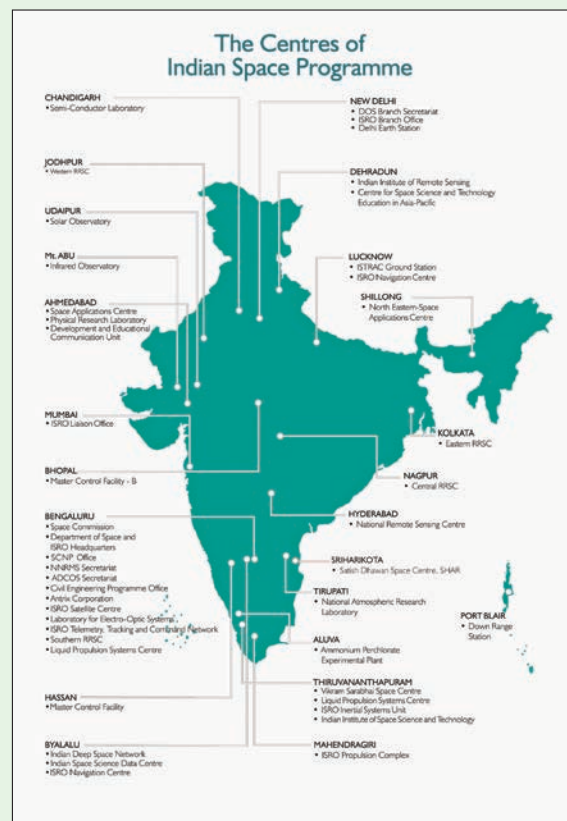 The Centres of
Indian Space Programme
CHANDIGARH
• Semi-Conductor Laboratory
JODHPUR
• Western RRSC
UDAIPUR
• Solar Observatory
Mt. ABU
• Infrared Observatory
AHMEDABAD
• Space Applications Centre
• Physical Research Laboratory
• Development and Educational
Communication Unit
MUMBAI
• ISRO Liaison Office
BHOPAL
• Master Control Facility - B
BENGALURU
• Space Commission
• Department of Space and
ISRO Headquarters
• SCNP Office
• NNRMS Secretariat
• ADCOS Secretariat
• Civil Engineering Programme Office
• Antrix Corporation
• ISRO Satellite Centre
• Laboratory for Electro-Optic Systems
• ISRO Telemetry, Tracking and Command Network
• Southern RRSC
• Liquid Propulsion Systems Centre
HASSAN
• Master Control Facility
BYALALU
• Indian Deep Space Network
• Indian Space Science Data Centre
• ISRO Navigation Centre
NEW DELHI
• DOS Branch Secretariat
• ISRO Branch Office
• Delhi Earth Station
DEHRADUN
• Indian Institute of Remote Sensing
• Centre for Space Science and Technology
Education in Asia-Pacific
LUCKNOW
• ISTRAC Ground Station
• ISRO Navigation Centre
SHILLONG
• North Eastern-Space
Applications Centre
KOLKATA
• Eastern RRSC
NAGPUR
• Central RRSC
HYDERABAD
• National Remote Sensing Centre
SRIHARIKOTA
• Satish Dhawan Space Centre, SHAR
TIRUPATI
• National Atmospheric Research
Laboratory
PORT BLAIR
• Down Range
Station
ALUVA
• Ammonium Perchlorate
Experimental Plant
THIRUVANANTHAPURAM
• Vikram Sarabhai Space Centre
• Liquid Propulsion Systems Centre
• ISRO Inertial Systems Unit
• Indian Institute of Space Science and Technology
MAHENDRAGIRI
• ISRO Propulsion Complex